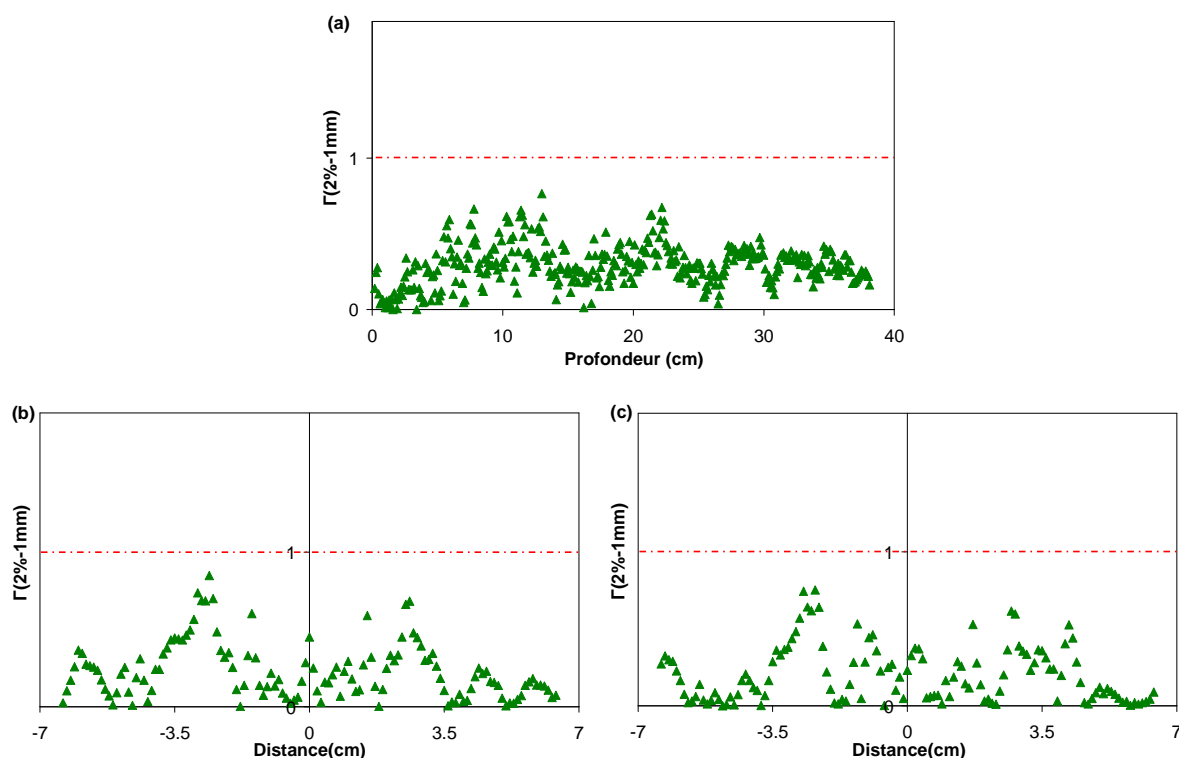 (a)
Γ(2%-1mm)
1
0
0 10 20 30 40
Profondeur (cm)
(b)
Γ(2%-1mm)
1
0
-7 -3.5 0 3.5 7
Distance(cm)
(c)
Γ(2%-1mm)
1
0
-7 -3.5 0 3.5 7
Distance(cm)